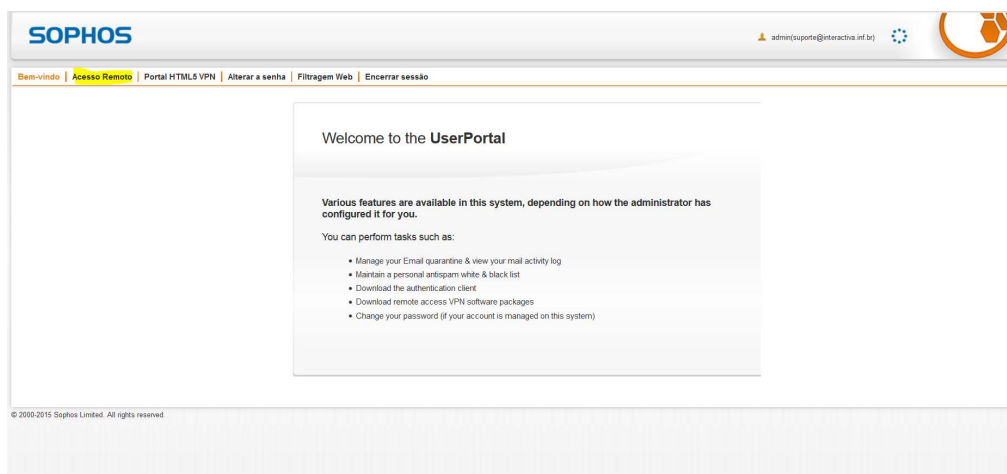 SOPHOS
admin(suporte@interactiva.inf.br)
Bem-vindo | Acesso Remoto | Portal HTML5 VPN | Alterar a senha | Filtragem Web | Encerrar sessão
Welcome to the UserPortal
Various features are available in this system, depending on how the administrator has
configured it for you.
You can perform tasks such as:
• Manage your Email quarantine & view your mail activity log
• Maintain a personal antispam white & black list
• Download the authentication client
• Download remote access VPN software packages
• Change your password (if your account is managed on this system)
© 2000-2015 Sophos Limited. All rights reserved.